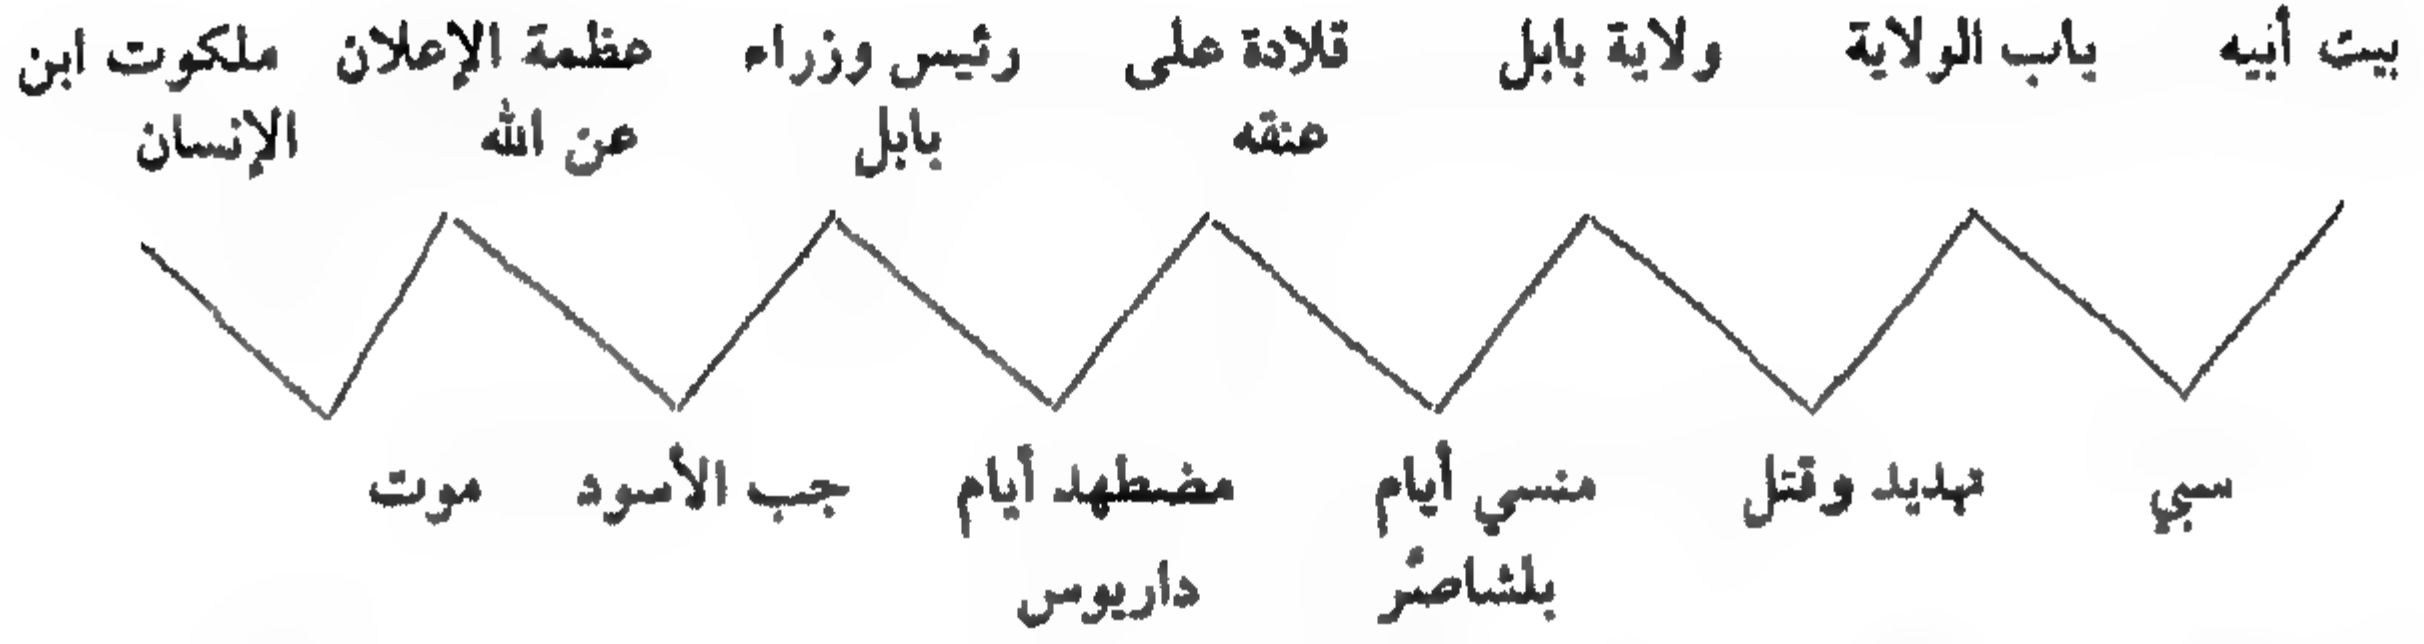 بيت أبيه
باب الولاية
ولاية بابل
قلادة على
عنقه
رئيس وزراء
بابل
عظمة الإعلان
عن الله
ملكوت ابن
الإنسان
سبي
تهديد وقتل
منسي أيام
بلشاصر
مضطهد أيام
داريوس
جب الأسود
موت